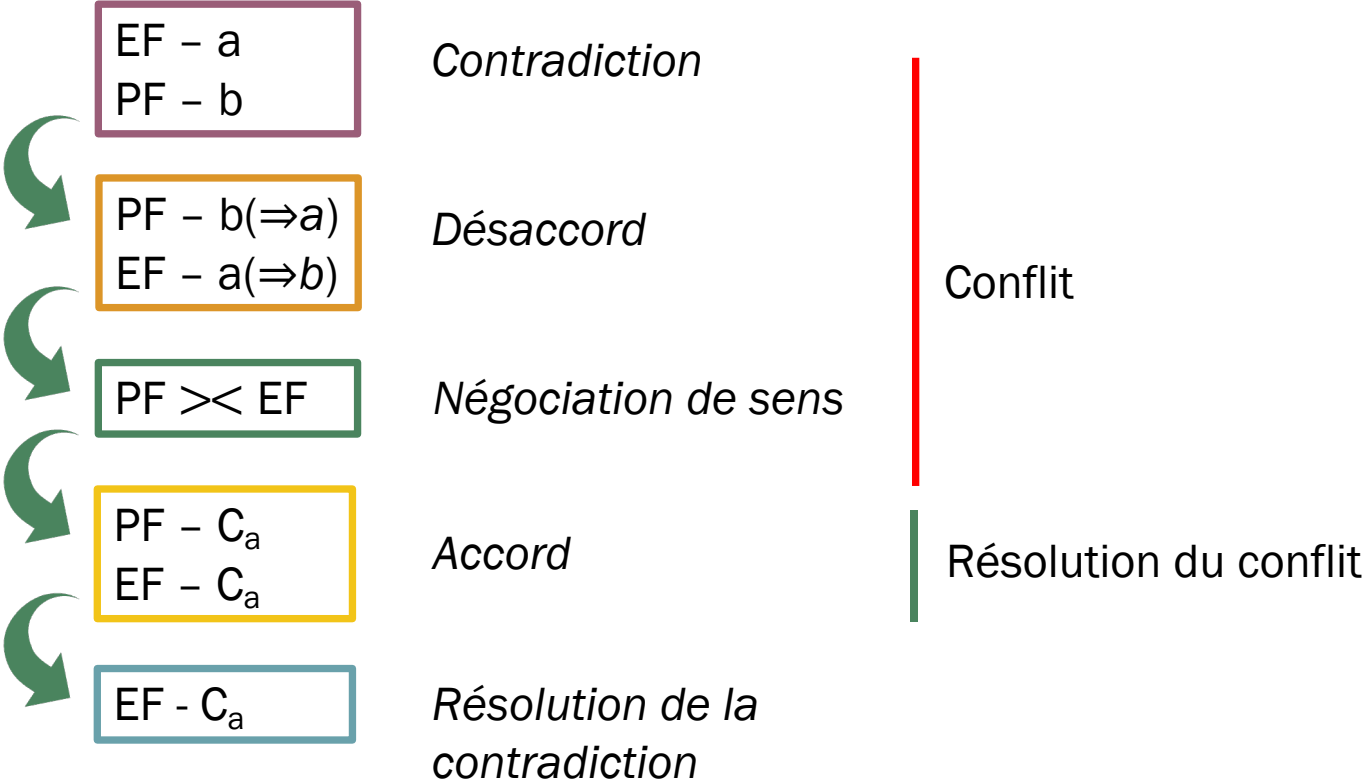 EF – a
PF – b
Contradiction
PF – b(⇒a)
EF – a(⇒b)
Désaccord
Conflit
PF >< EF
Négociation de sens
PF – Cₐ
EF – Cₐ
Accord
Résolution du conflit
EF - Cₐ
Résolution de la
contradiction